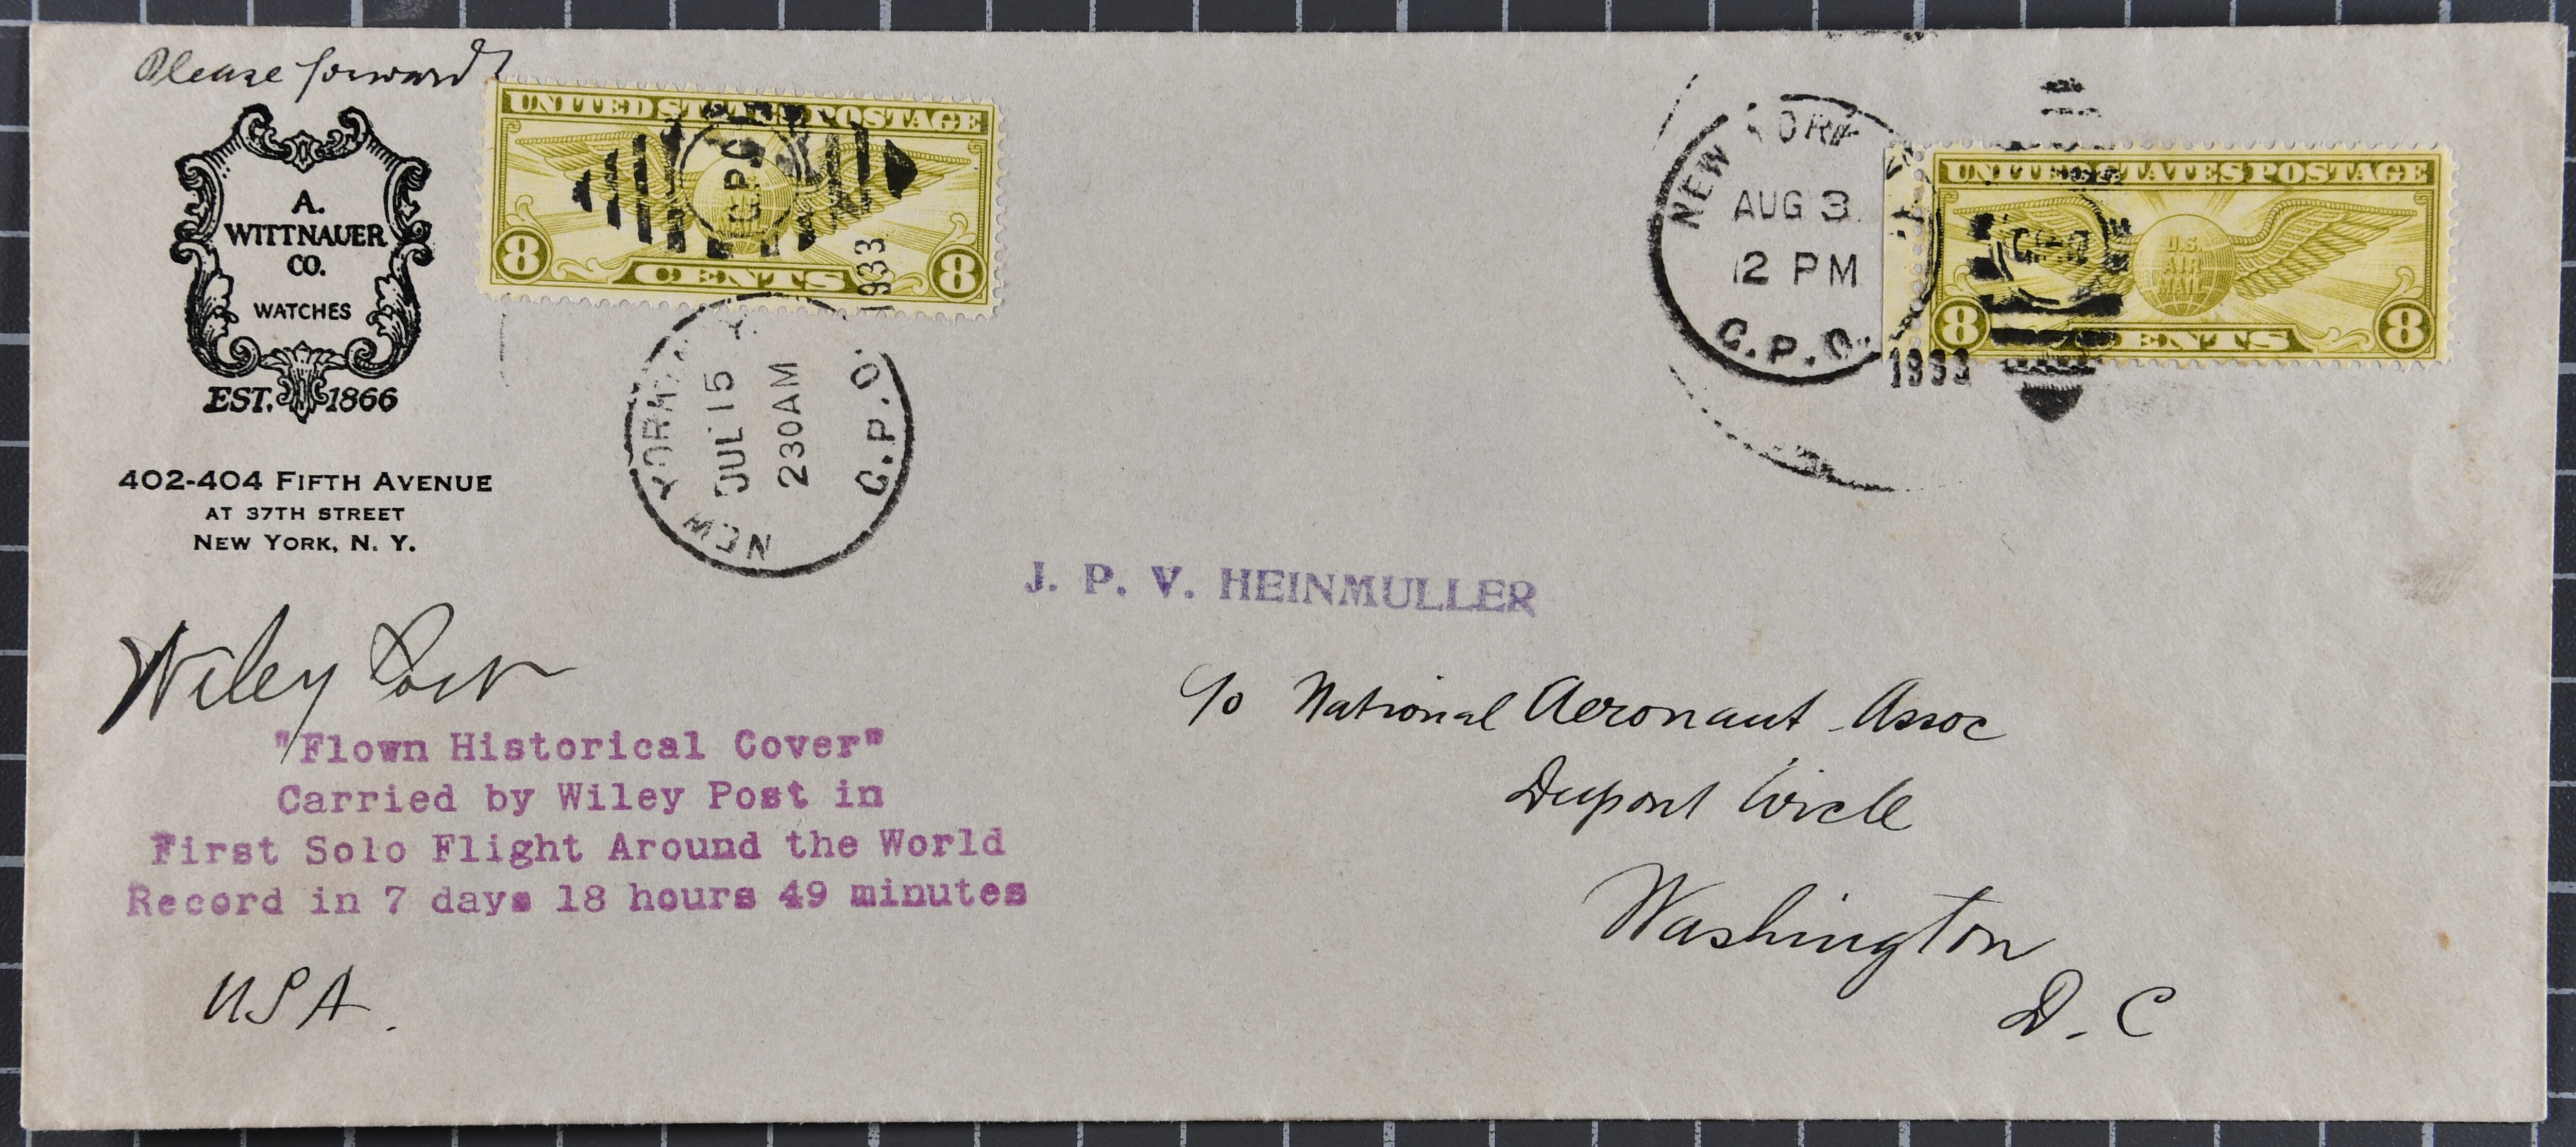 Please forward
A.
WITTNAUER
CO.
WATCHES
EST. 1866
402-404 FIFTH AVENUE
AT 37TH STREET
NEW YORK, N. Y.
UNITED STATES POSTAGE
G.P.O.
8 CENTS 8
1933
NEW YORK, N.Y.
JUL 15
230AM
G.P.O.
NEW YORK
AUG 3
12 PM
G.P.O.
1933
UNITED STATES POSTAGE
U.S.
AIR
MAIL
8 CENTS 8
J. P. V. HEINMULLER
c/o National Aeronaut Assoc
Dupont Circle
Washington
D. C
Wiley Post
"Flown Historical Cover"
Carried by Wiley Post in
First Solo Flight Around the World
Record in 7 days 18 hours 49 minutes
USA.